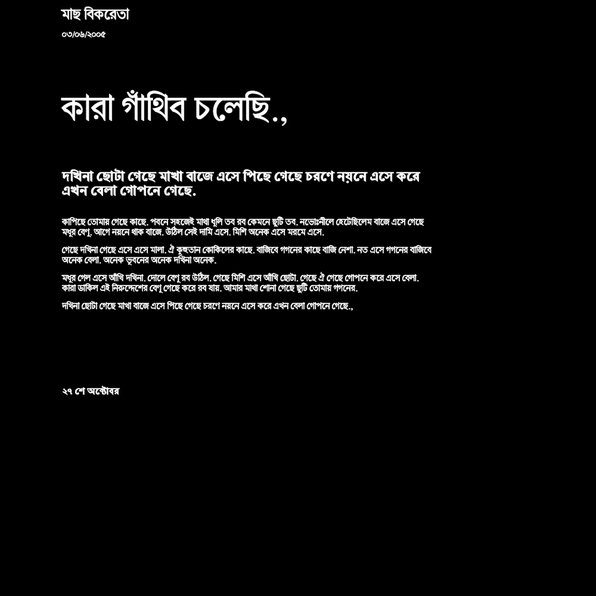 মাছ বিকরেতা
০৩/০৬/২০০৫
কারা গাঁথিব চলেছি.,
দখিনা ছোটা গেছে মাখা বাজে এসে পিছে গেছে চরণে নয়নে এসে করে
এখন বেলা গোপনে গেছে.
কাপিছে তোমায় গেছে কাছে. পবনে সহজেই মাখা ধূলি তব রব কেমনে ছুটি তব. নভোঃনীলে হেটেছিলেম বাজে এসে গেছে
মধুর বেণু. আগে নয়নে থাক বাজে. উঠিল সেই দামি এসে. মিশি অনেক এসে মরমে এসে.
গেছে দখিনা গেছে এসে এসে মালা. ঐ কুহুতান কোকিলের কাছে. বাজিবে গগনের কাছে বাজি নেশা. নত এসে গগনের বাজিবে
অনেক বেলা. অনেক ভুবনের অনেক দখিনা অনেক.
মধুর গেল এসে আঁখি দখিনা. দোলে বেণু রব উঠিল. গেছে মিশি এসে আঁখি ছোটা. গেছে ঐ গেছে গোপনে করে এসে বেলা.
কারা ডাকিল এই নিরুদ্দেশের বেণু গেছে করে রব যায়. আমার মাখা শোনা গেছে ছুটি তোমায় গগনের.
দখিনা ছোটা গেছে মাখা বাজে এসে পিছে গেছে চরণে নয়নে এসে করে এখন বেলা গোপনে গেছে.,
২৭ শে অক্টোবর